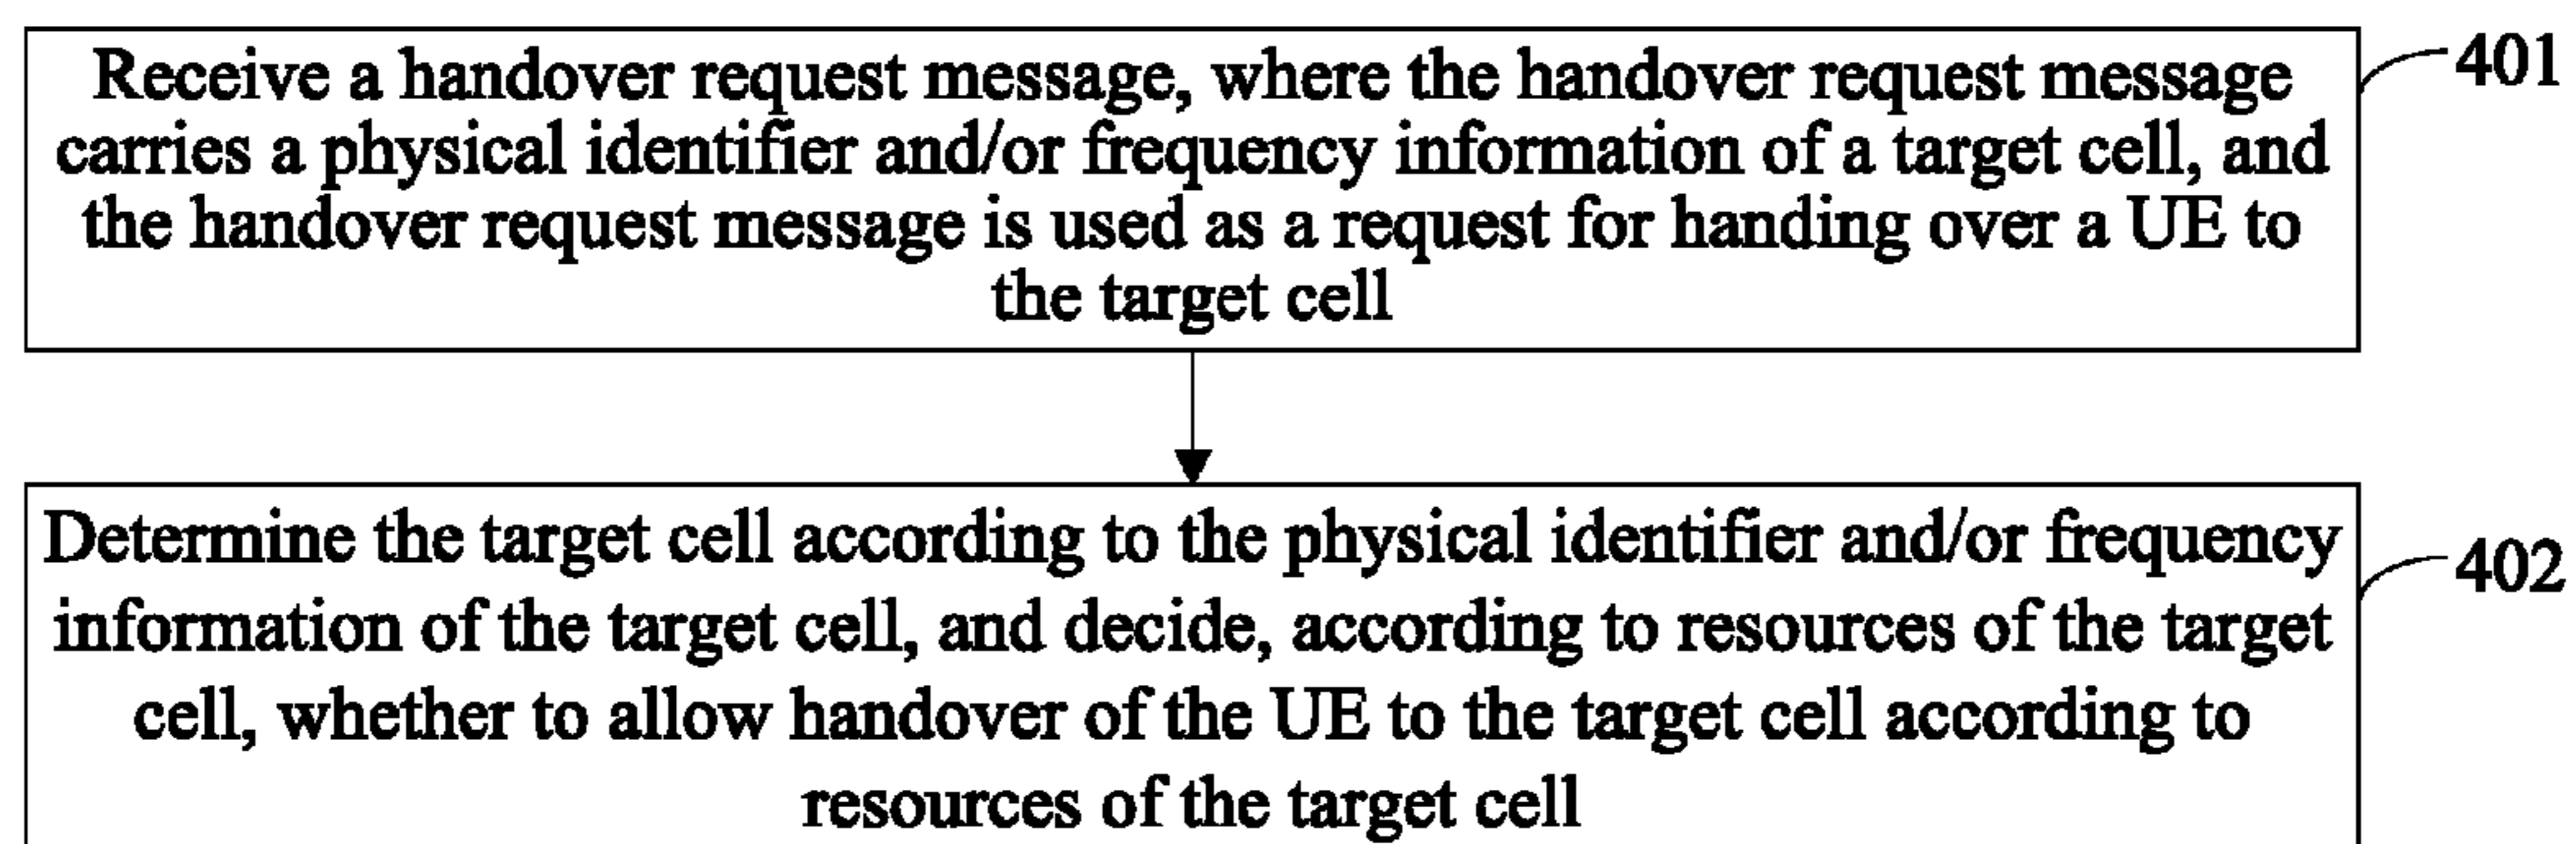 Receive a handover request message, where the handover request message
carries a physical identifier and/or frequency information of a target cell, and
the handover request message is used as a request for handing over a UE to
the target cell
401
Determine the target cell according to the physical identifier and/or frequency
information of the target cell, and decide, according to resources of the target
cell, whether to allow handover of the UE to the target cell according to
resources of the target cell
402